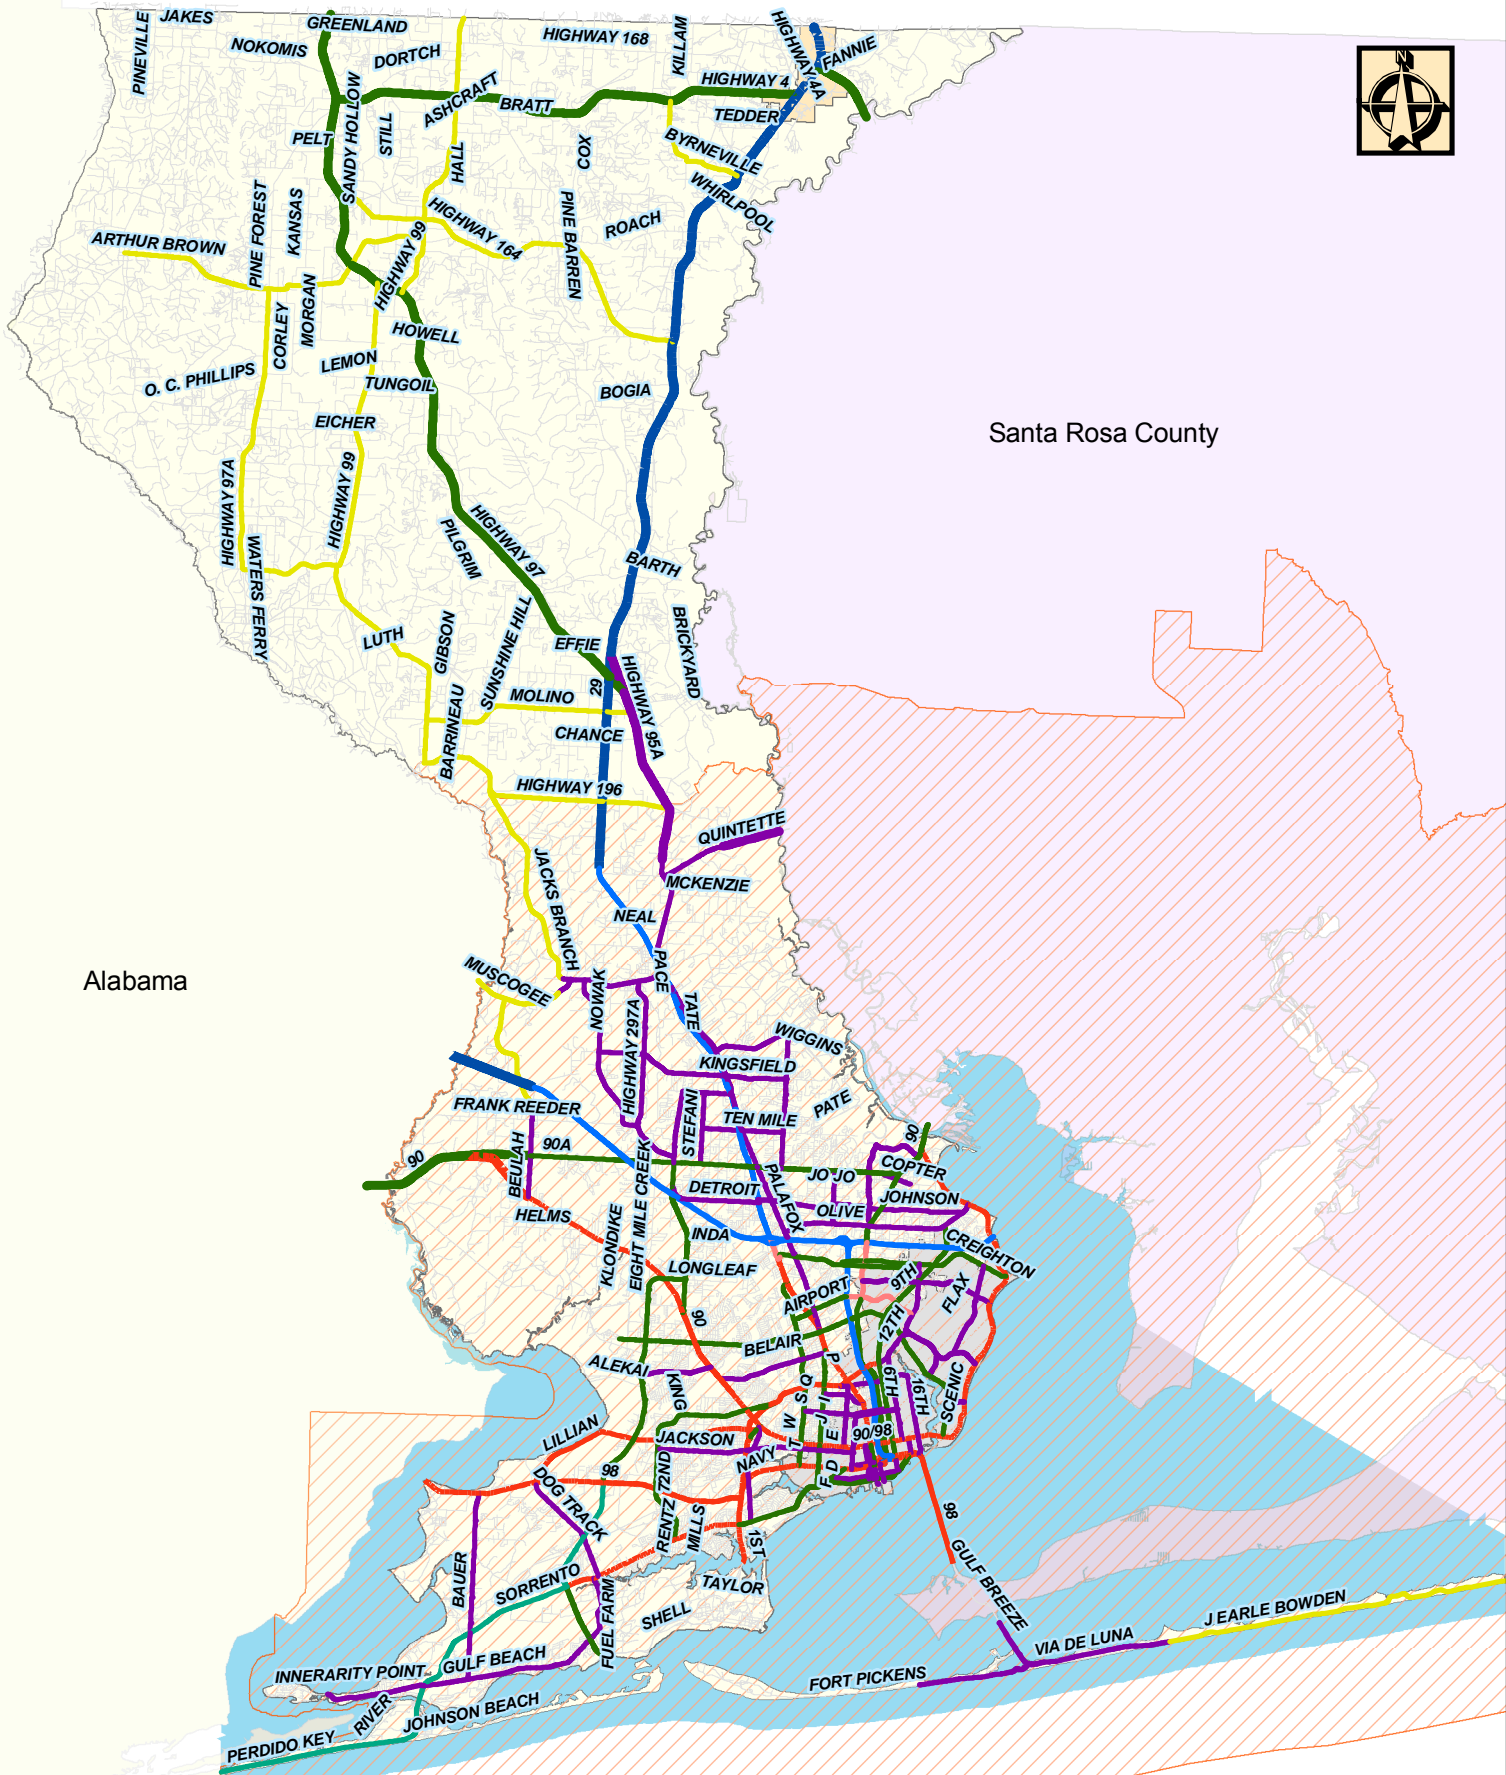 PINEVILLE
JAKES
GREENLAND
NOKOMIS
DORTCH
HIGHWAY 168
KILLAM
HIGHWAY 4A
FANNIE
N
HIGHWAY 4
ASHCRAFT
BRATT
TEDDER
PELT
SANDY HOLLOW
STILL
HALL
COX
BYRNEVILLE
WHIRLPOOL
ARTHUR BROWN
PINE FOREST
KANSAS
HIGHWAY 99
HIGHWAY 164
PINE BARREN
ROACH
CORLEY
MORGAN
HOWELL
O. C. PHILLIPS
LEMON
TUNGOIL
BOGIA
EICHER
Santa Rosa County
HIGHWAY 97A
HIGHWAY 99
PILGRIM
HIGHWAY 97
WATERS FERRY
BARTH
LUTH
GIBSON
SUNSHINE HILL
EFFIE
BRICKYARD
29
HIGHWAY 95A
MOLINO
BARRINEAU
CHANCE
HIGHWAY 196
QUINTETTE
JACKS BRANCH
MCKENZIE
NEAL
Alabama
MUSCOGEE
NOWAK
PACE
HIGHWAY 297A
TATE
WIGGINS
KINGSFIELD
FRANK REEDER
STEFANI
TEN MILE
PATE
90
90A
BEULAH
EIGHT MILE CREEK
90
COPTER
JO JO
DETROIT
PALAFOX
JOHNSON
OLIVE
HELMS
KLONDIKE
INDA
CREIGHTON
LONGLEAF
9TH
FLAX
AIRPORT
90
12TH
BELAIR
ALEKAI
P
KING
Q
S
6TH
16TH
SCENIC
W
I
J
LILLIAN
JACKSON
T
E
90/98
NAVY
98
72ND
D
F
DOG TRACK
RENTZ
MILLS
1ST
98
GULF BREEZE
BAUER
SORRENTO
TAYLOR
FUEL FARM
SHELL
J EARLE BOWDEN
VIA DE LUNA
INNERARITY POINT
GULF BEACH
FORT PICKENS
RIVER
JOHNSON BEACH
PERDIDO KEY